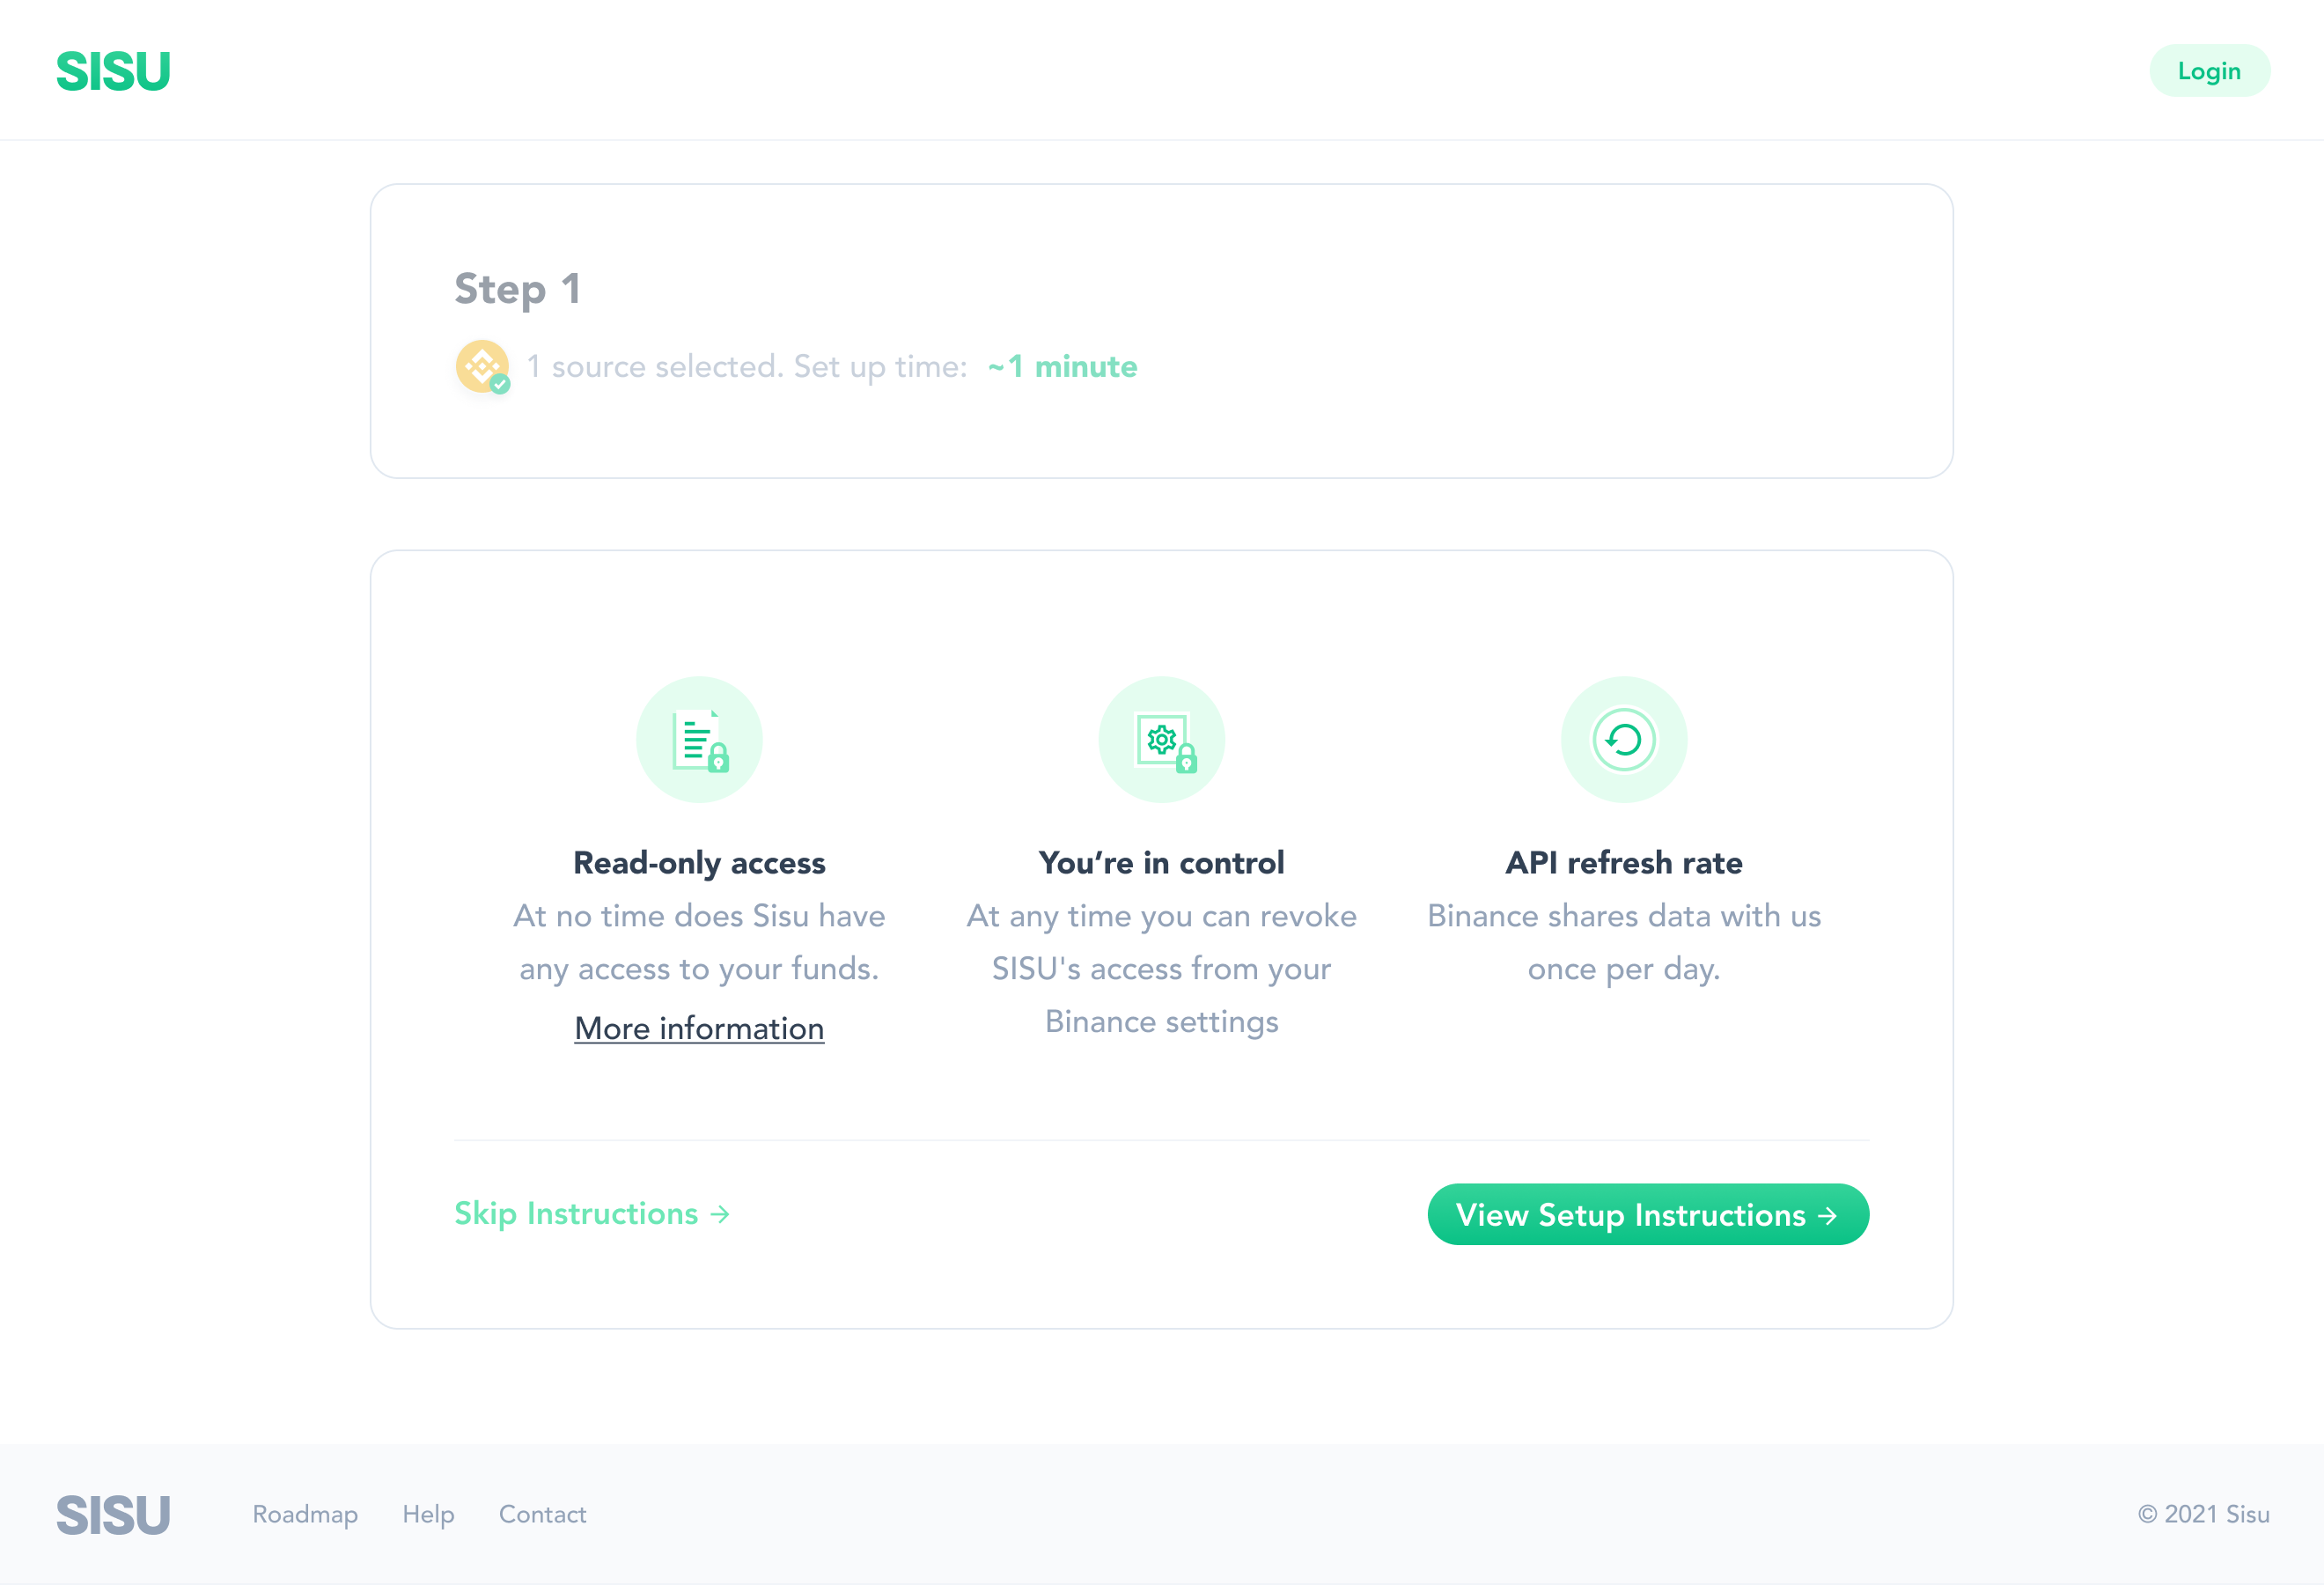 SISU
Login
Step 1
1 source selected. Set up time: ~1 minute
Read-only access
At no time does Sisu have
any access to your funds.
More information
You‘re in control
At any time you can revoke
SISU's access from your
Binance settings
API refresh rate
Binance shares data with us
once per day.
Skip Instructions →
View Setup Instructions →
SISU
Roadmap
Help
Contact
© 2021 Sisu